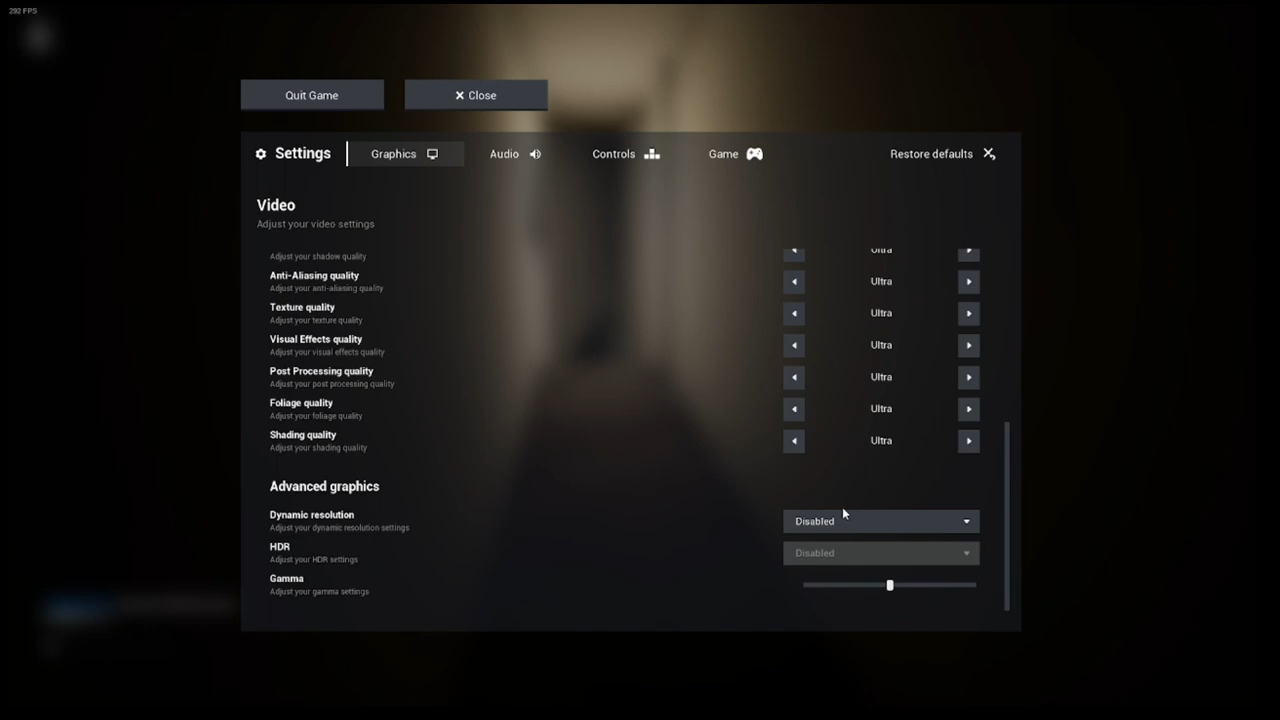 292 FPS
Quit Game
Close
Settings
Graphics
Audio
Controls
Game
Restore defaults
Video
Adjust your video settings
Adjust your shadow quality
Ultra
Anti-Aliasing quality
Adjust your anti-aliasing quality
Ultra
Texture quality
Adjust your texture quality
Ultra
Visual Effects quality
Adjust your visual effects quality
Ultra
Post Processing quality
Adjust your post processing quality
Ultra
Foliage quality
Adjust your foliage quality
Ultra
Shading quality
Adjust your shading quality
Ultra
Advanced graphics
Dynamic resolution
Adjust your dynamic resolution settings
Disabled
HDR
Adjust your HDR settings
Disabled
Gamma
Adjust your gamma settings